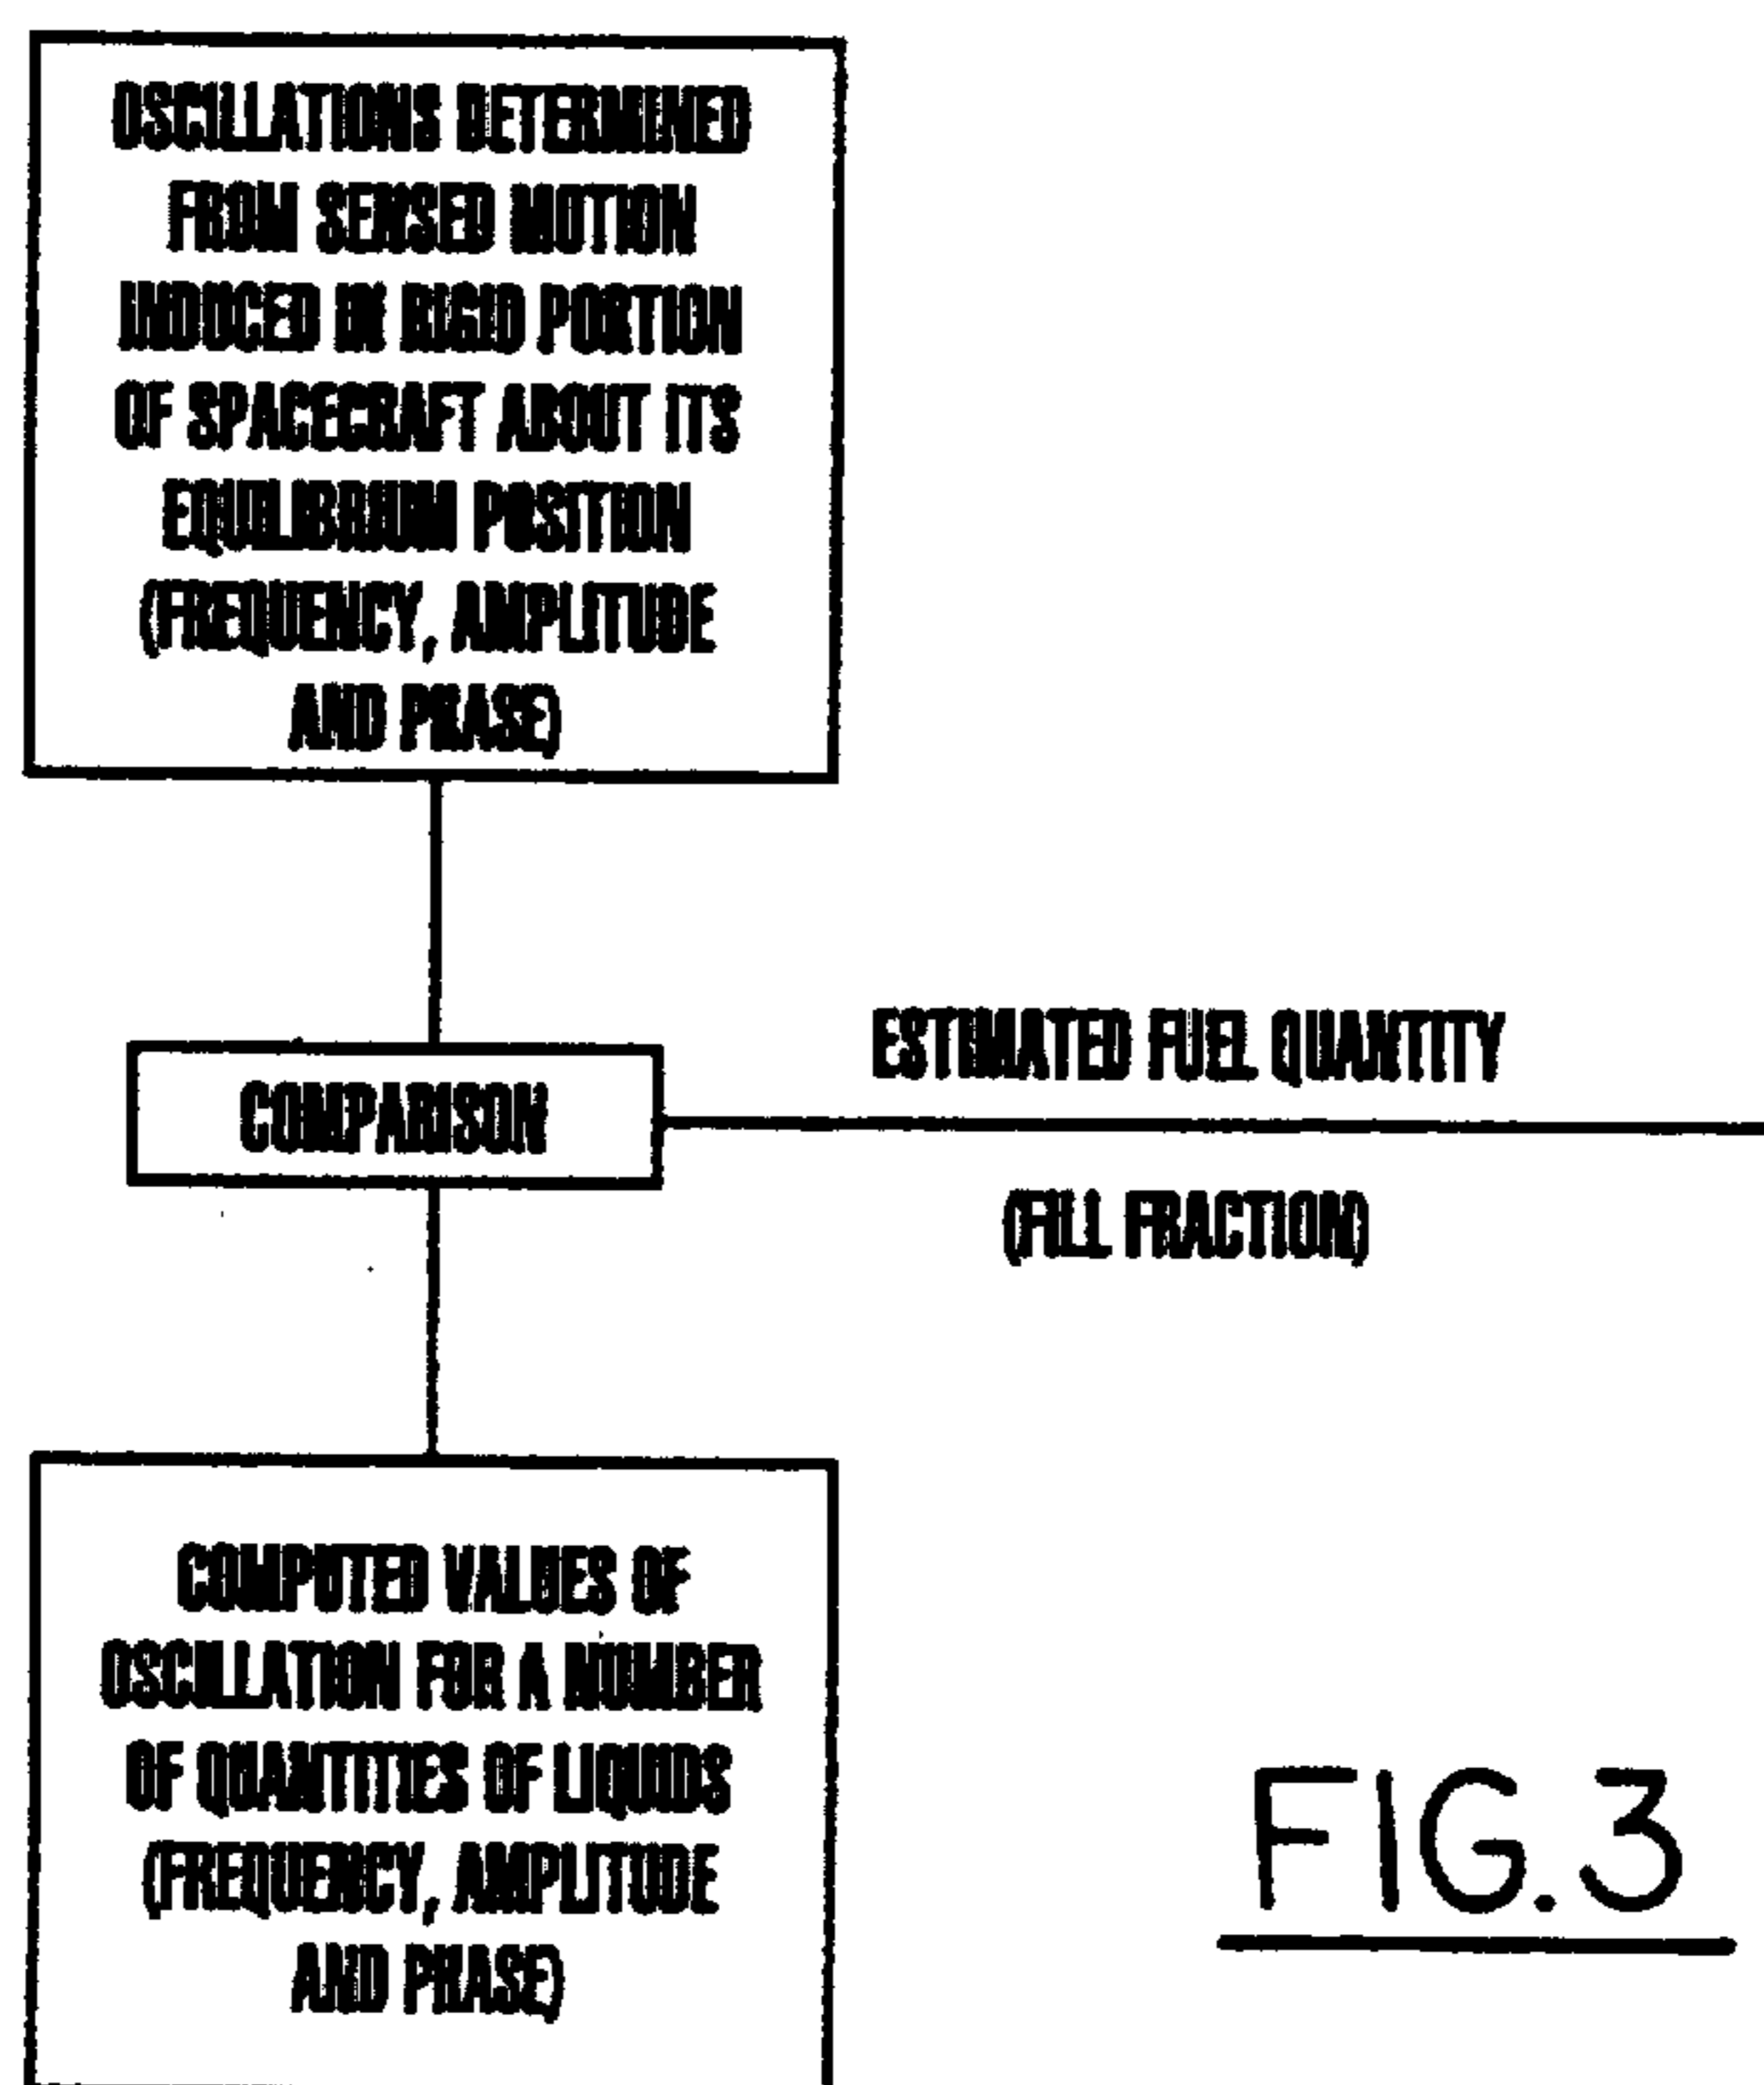 OSCILLATIONS DETERMINED
FROM SENSED MOTION
INDUCED IN RIGID PORTION
OF SPACECRAFT ABOUT ITS
EQUILIBRIUM POSITION
(FREQUENCY, AMPLITUDE
AND PHASE)
COMPARISON
ESTIMATED FUEL QUANTITY
(FILL FRACTION)
COMPUTED VALUES OF
OSCILLATION FOR A NUMBER
OF QUANTITIES OF LIQUIDS
(FREQUENCY, AMPLITUDE
AND PHASE)
FIG.3